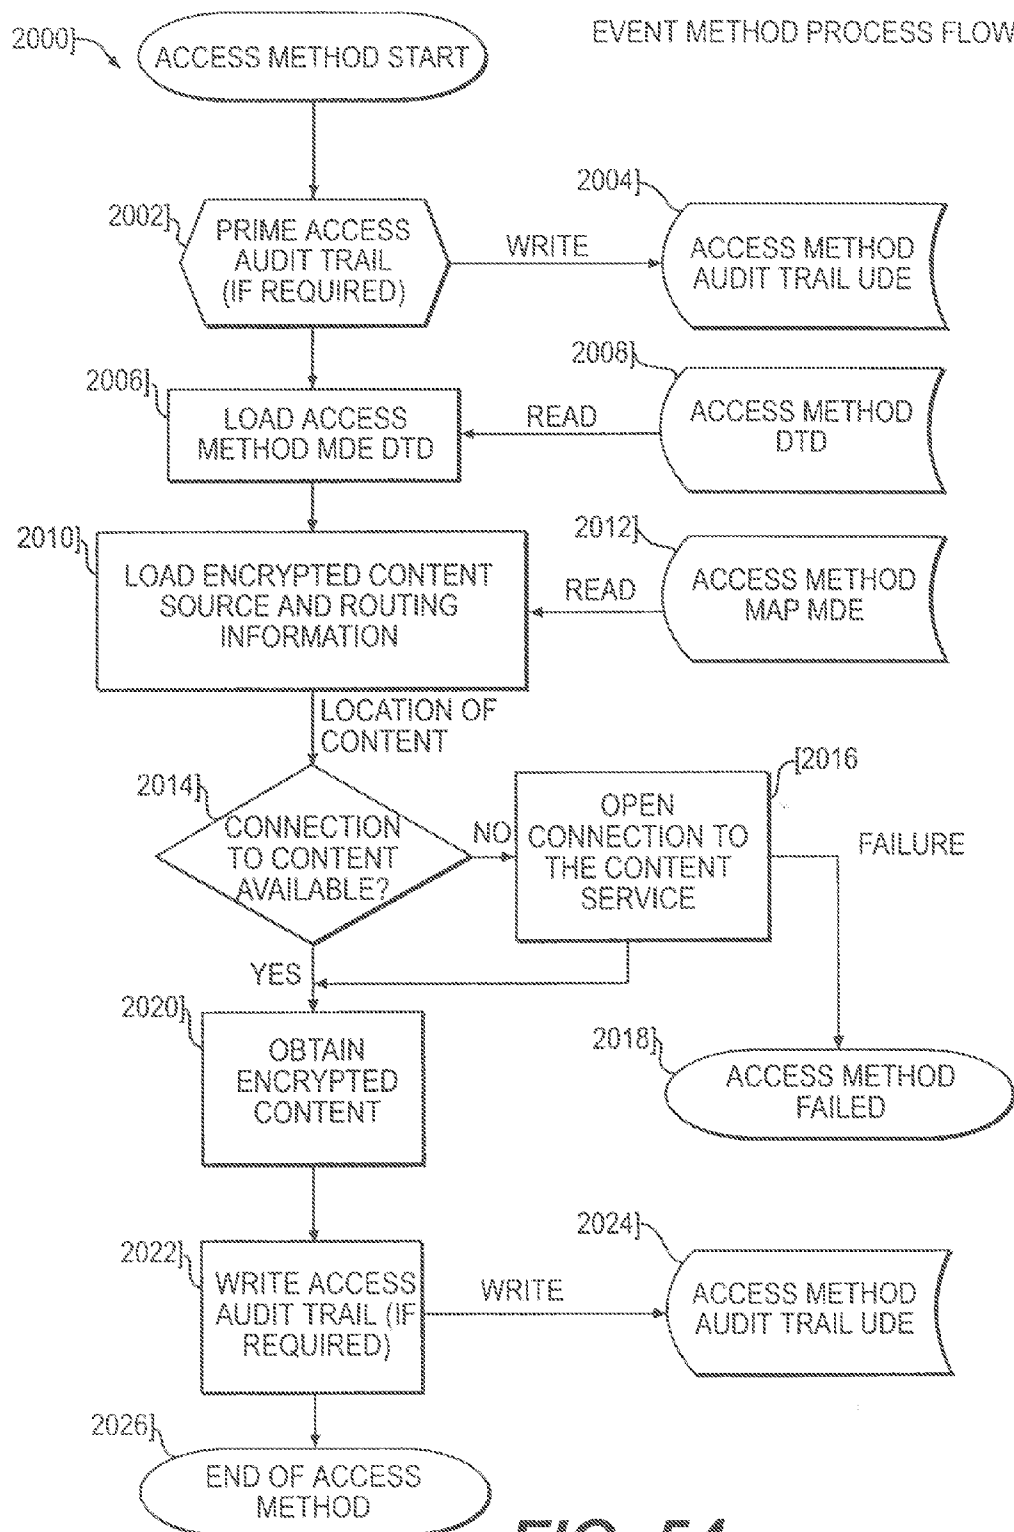 2000]
ACCESS METHOD START
EVENT METHOD PROCESS FLOW
2002]
PRIME ACCESS
AUDIT TRAIL
(IF REQUIRED)
WRITE
2004]
ACCESS METHOD
AUDIT TRAIL UDE
2006]
LOAD ACCESS
METHOD MDE DTD
READ
2008]
ACCESS METHOD
DTD
2010]
LOAD ENCRYPTED CONTENT
SOURCE AND ROUTING
INFORMATION
READ
2012]
ACCESS METHOD
MAP MDE
LOCATION OF
CONTENT
2014]
CONNECTION
TO CONTENT
AVAILABLE?
NO
[2016
OPEN
CONNECTION TO
THE CONTENT
SERVICE
FAILURE
YES
2018]
ACCESS METHOD
FAILED
2020]
OBTAIN
ENCRYPTED
CONTENT
2022]
WRITE ACCESS
AUDIT TRAIL (IF
REQUIRED)
WRITE
2024]
ACCESS METHOD
AUDIT TRAIL UDE
2026]
END OF ACCESS
METHOD